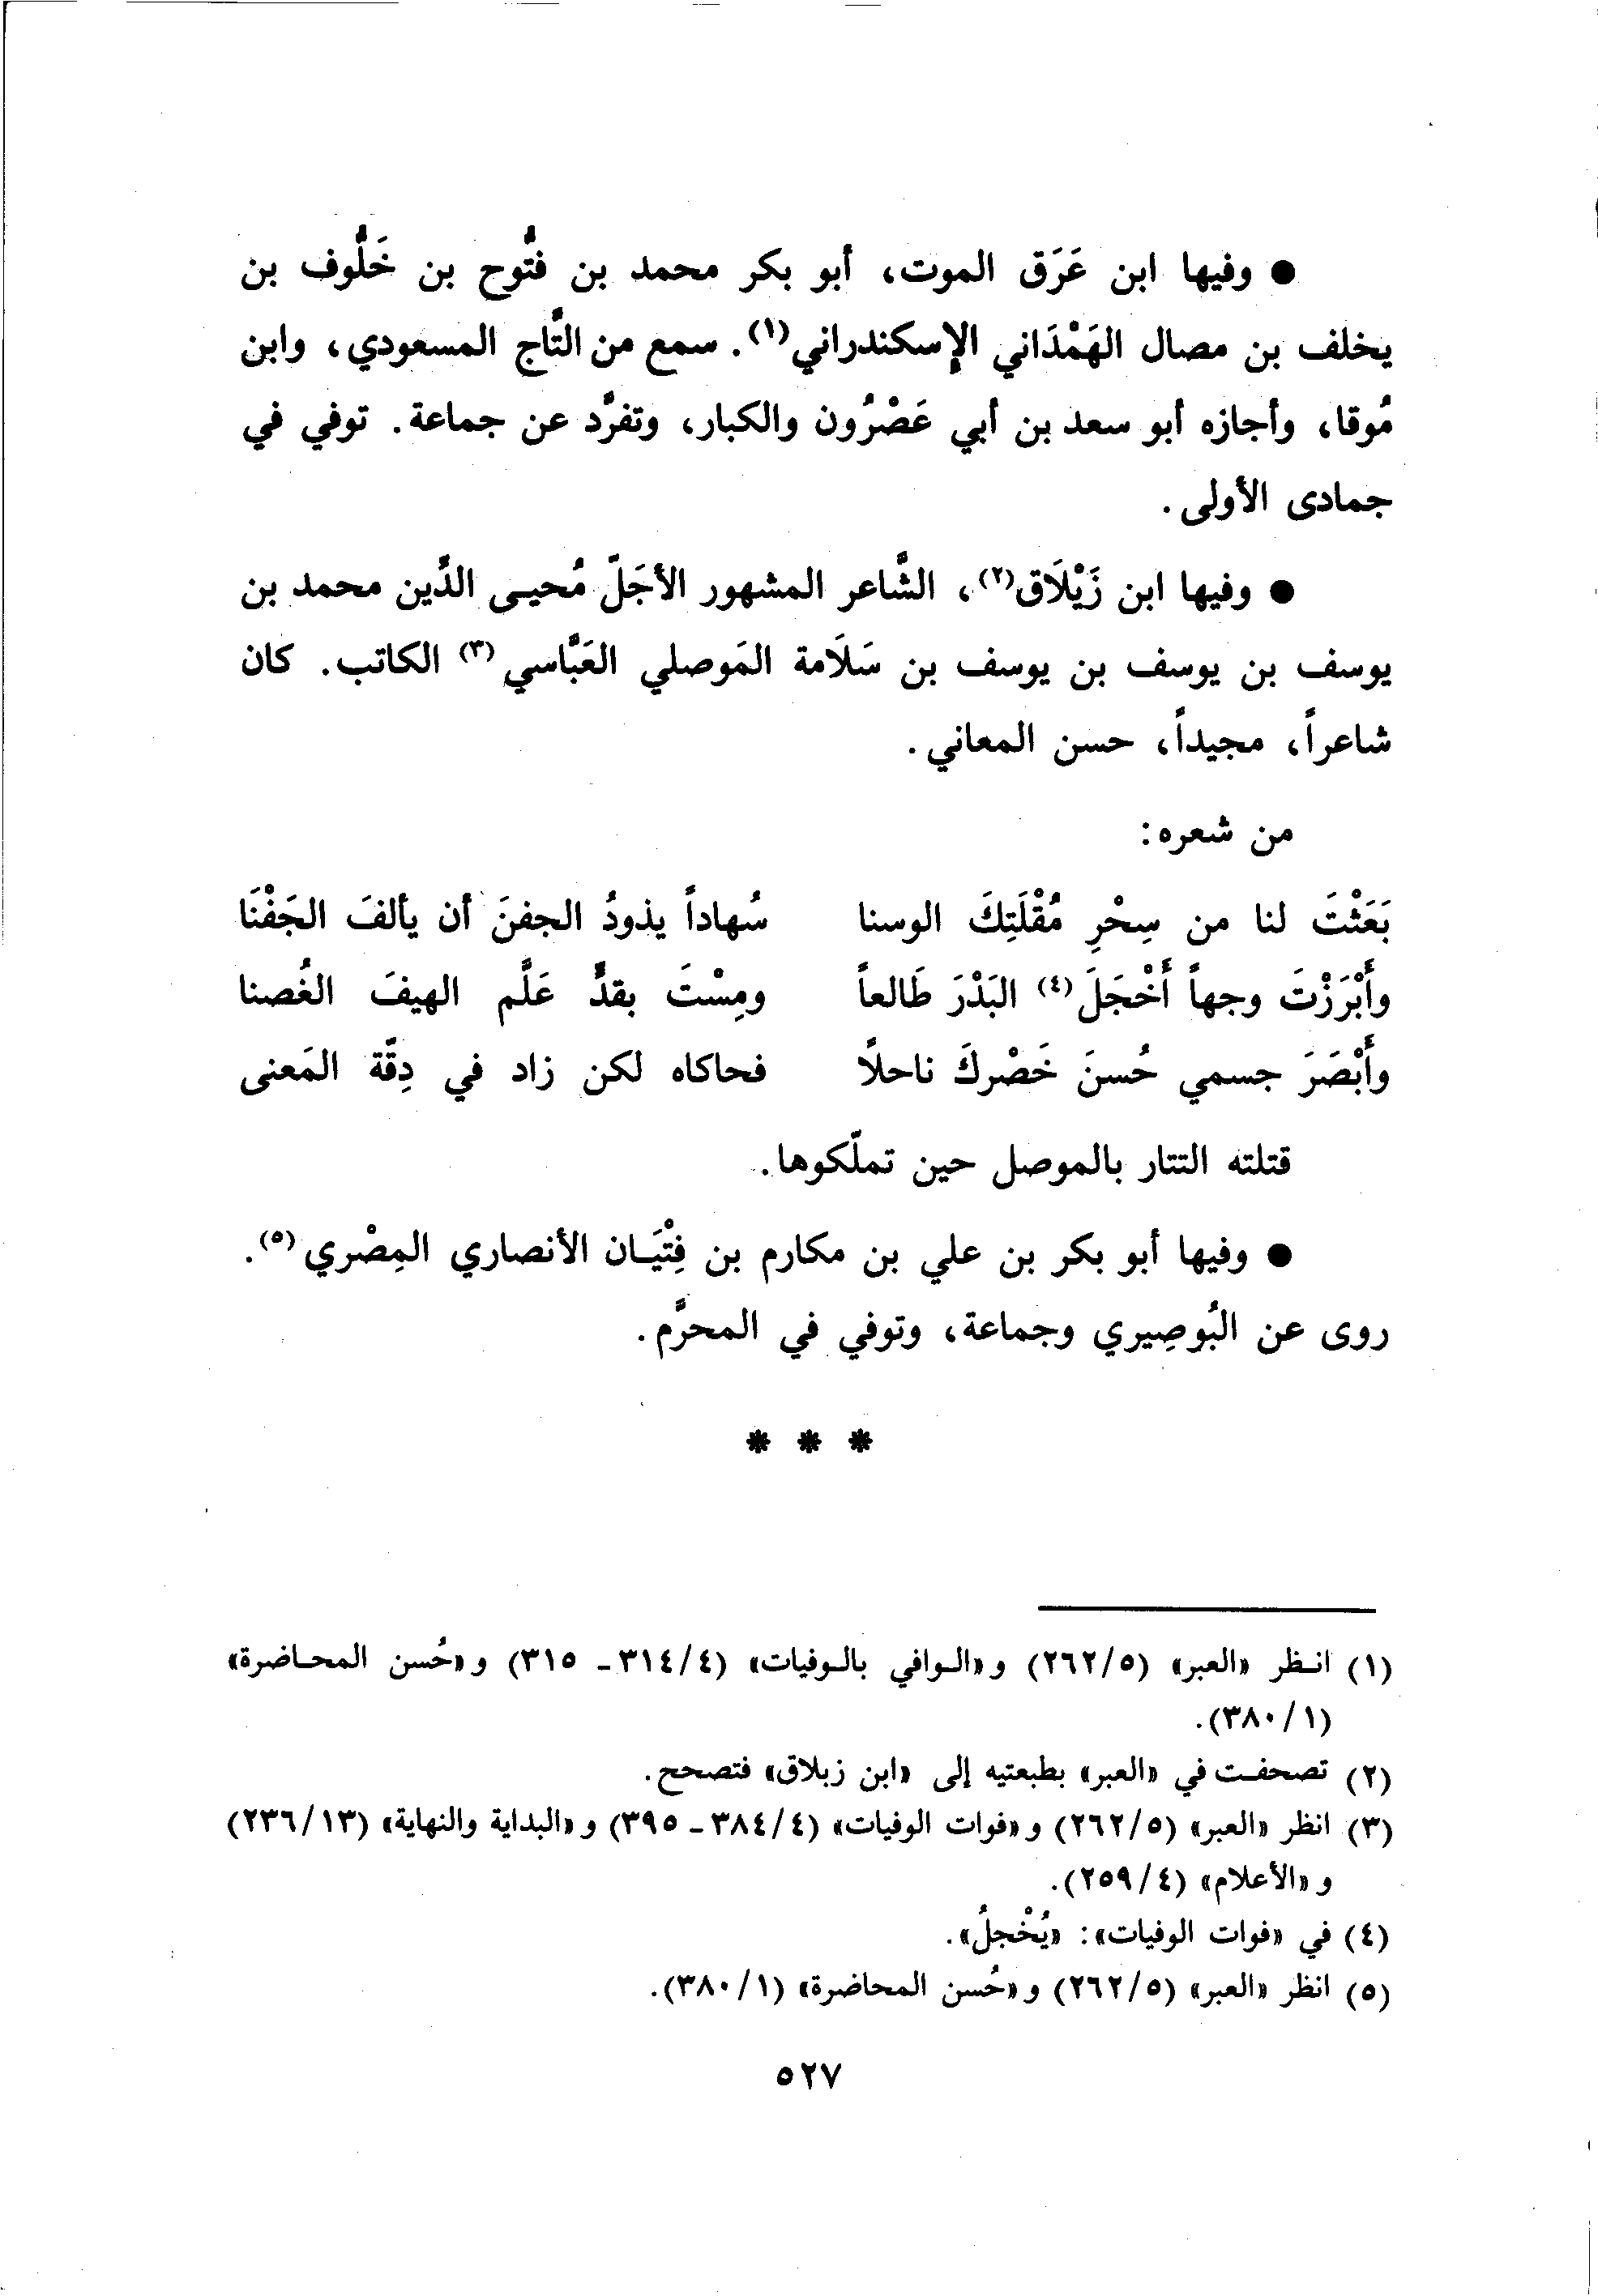 ● وفيها ابن عَرَق الموت، أبو بكر محمد بن فتُّوح بن خَلُّوف بن
يخلف بن مصال الهَمْدَاني الإسكندراني(١). سمع من التَّاج المسعودي، وابن
مُوقا، وأجازه أبو سعد بن أبي عَصْرُون والكبار، وتفرَّد عن جماعة. توفي في
جمادى الأولى.
● وفيها ابن زَيْلَاق(٢)، الشَّاعر المشهور الأجَلّ مُحيـى الدِّين محمد بن
يوسف بن يوسف بن يوسف بن سَلَامة المَوصلي العَبَّاسي(٣) الكاتب. كان
شاعراً، مجيداً، حسن المعاني.
من شعره:
بَعَثْتَ لنا من سِحْرِ مُقْلَتِكَ الوسنا سُهاداً يذودُ الجفنَ أن يألفَ الجَفْنَا
وأَبْرَزْتَ وجهاً أَخْجَلَ(٤) البَدْرَ طَالعاً ومِسْتَ بقدٍّ عَلَّم الهيفَ الغُصنا
وأَبْصَرَ جسمي حُسنَ خَصْركَ ناحلاً فحاكاه لكن زاد في دِقَّة المَعنى
قتلته التتار بالموصل حين تملّكوها.
● وفيها أبو بكر بن علي بن مكارم بن فِتْيَـان الأنصاري المِصْري(٥).
روى عن البُوصِيري وجماعة، وتوفي في المحرَّم.
* * *
(١) انـظر «العبر» (٢٦٢/٥) و«الـوافي بالـوفيات» (٣١٤/٤ ـ ٣١٥) و«حُسن المحـاضرة»
(٣٨٠/١).
(٢) تصحفـت في «العبر» بطبعتيه إلى «ابن زبلاق» فتصحح.
(٣) انظر «العبر» (٢٦٢/٥) و«فوات الوفيات» (٣٨٤/٤ ـ ٣٩٥) و«البداية والنهاية» (٢٣٦/١٣)
و«الأعلام» (٢٥٩/٤).
(٤) في «فوات الوفيات»: «يُخْجلُ».
(٥) انظر «العبر» (٢٦٢/٥) و«حُسن المحاضرة» (٣٨٠/١).
٥٢٧